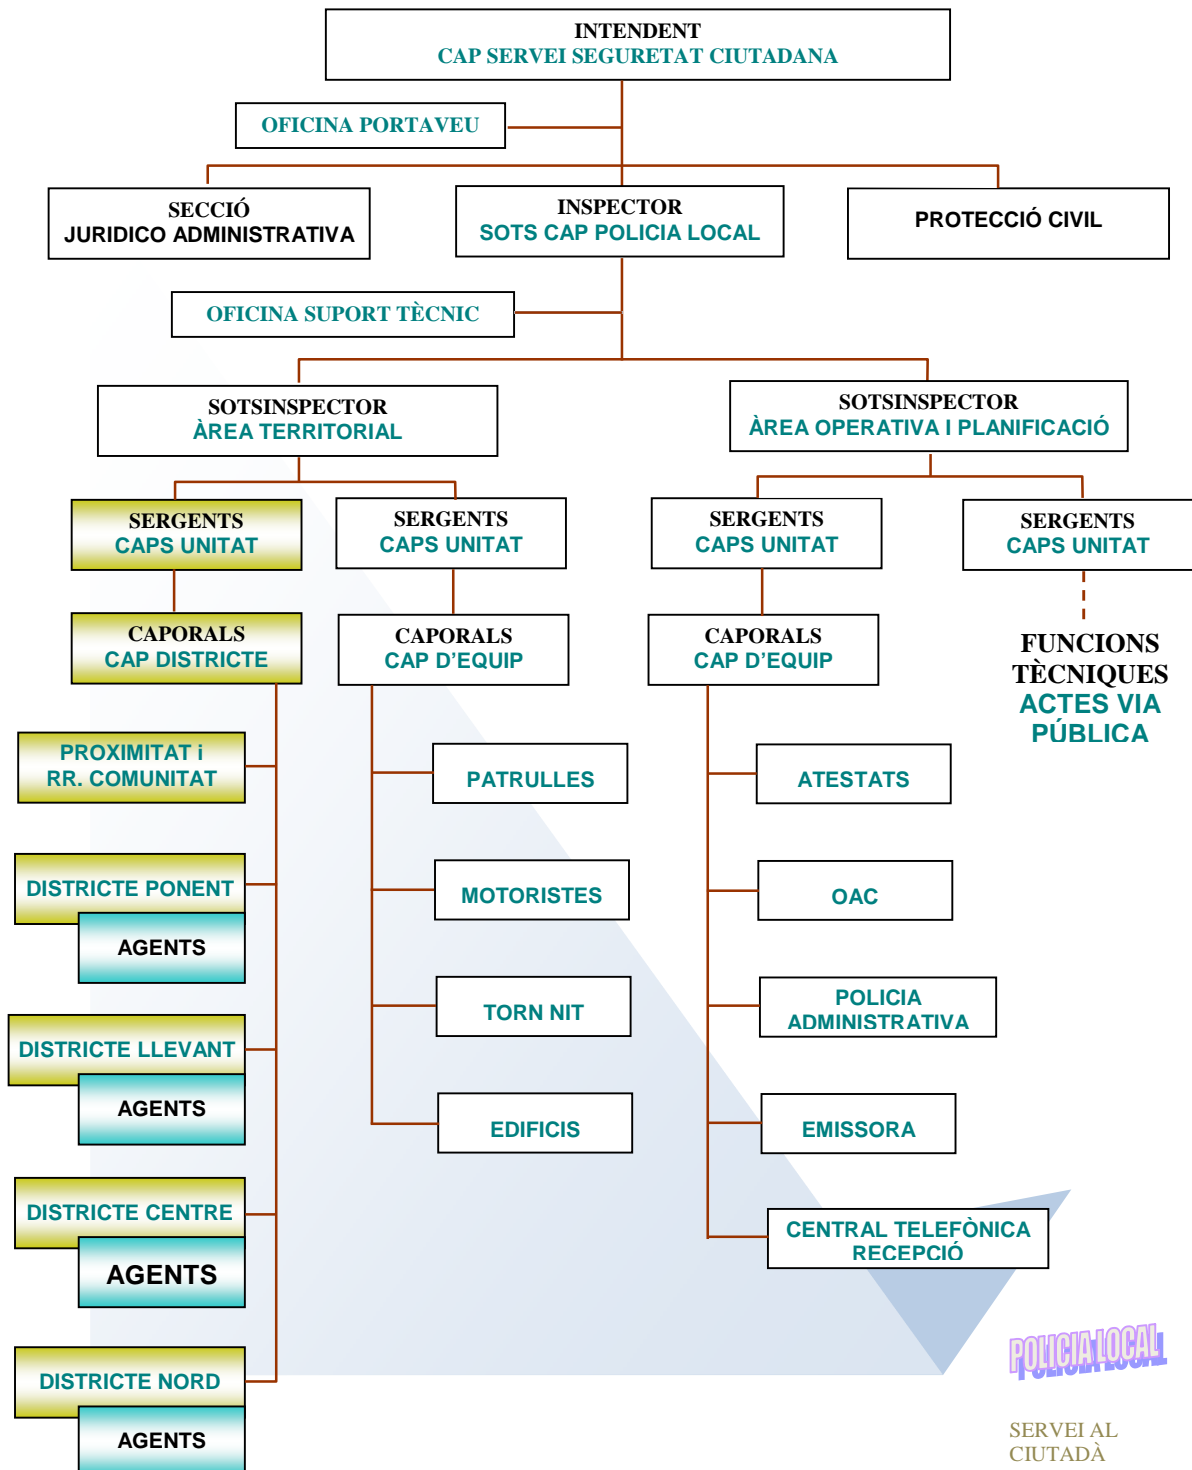 INTENDENT
CAP SERVEI SEGURETAT CIUTADANA
OFICINA PORTAVEU
SECCIÓ
JURIDICO ADMINISTRATIVA
INSPECTOR
SOTS CAP POLICIA LOCAL
PROTECCIÓ CIVIL
OFICINA SUPORT TÈCNIC
SOTSINSPECTOR
ÀREA TERRITORIAL
SOTSINSPECTOR
ÀREA OPERATIVA I PLANIFICACIÓ
SERGENTS
CAPS UNITAT
SERGENTS
CAPS UNITAT
SERGENTS
CAPS UNITAT
SERGENTS
CAPS UNITAT
CAPORALS
CAP DISTRICTE
CAPORALS
CAP D'EQUIP
CAPORALS
CAP D'EQUIP
FUNCIONS
TÈCNIQUES
ACTES VIA
PÚBLICA
PROXIMITAT i
RR. COMUNITAT
DISTRICTE PONENT
AGENTS
DISTRICTE LLEVANT
AGENTS
DISTRICTE CENTRE
AGENTS
DISTRICTE NORD
AGENTS
PATRULLES
MOTORISTES
TORN NIT
EDIFICIS
ATESTATS
OAC
POLICIA
ADMINISTRATIVA
EMISSORA
CENTRAL TELEFÒNICA
RECEPCIÓ
POLICIA LOCAL
SERVEI AL
CIUTADÀ